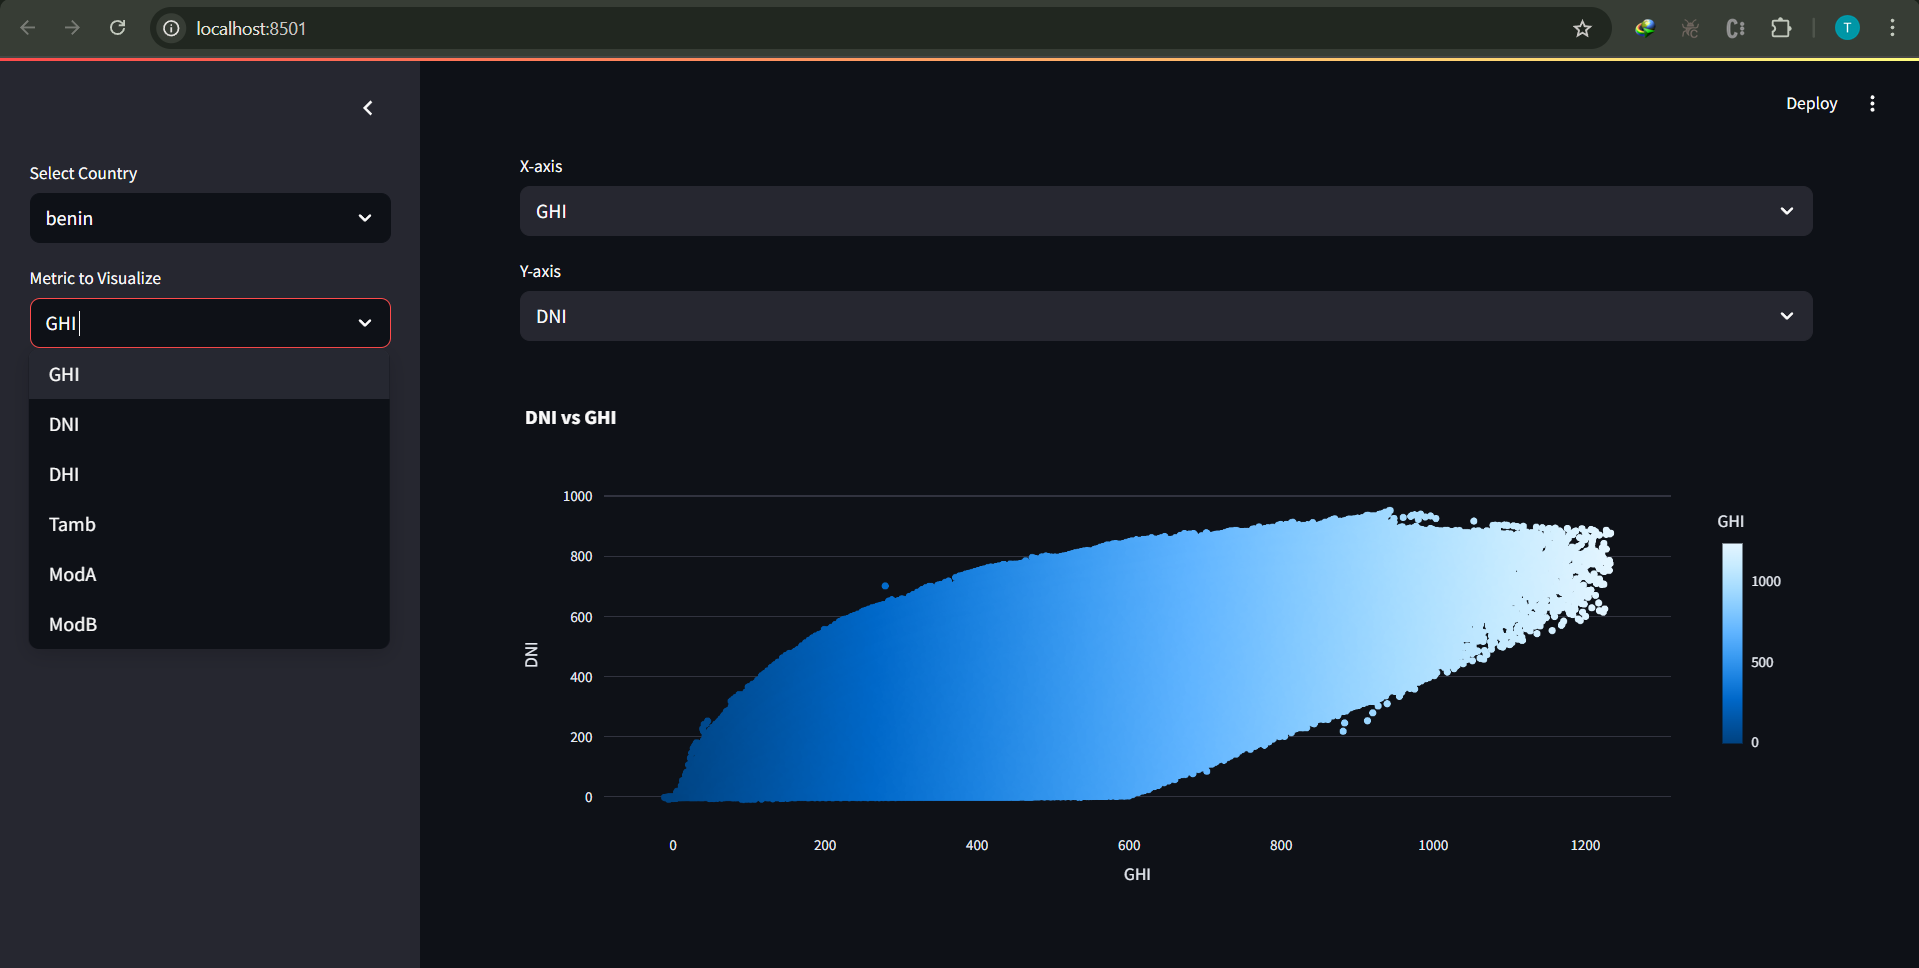 localhost:8501
T
Deploy
Select Country
benin
Metric to Visualize
GHI
GHI
DNI
DHI
Tamb
ModA
ModB
X-axis
GHI
Y-axis
DNI
DNI vs GHI
1000
800
600
400
200
0
DNI
0 200 400 600 800 1000 1200
GHI
GHI
1000
500
0